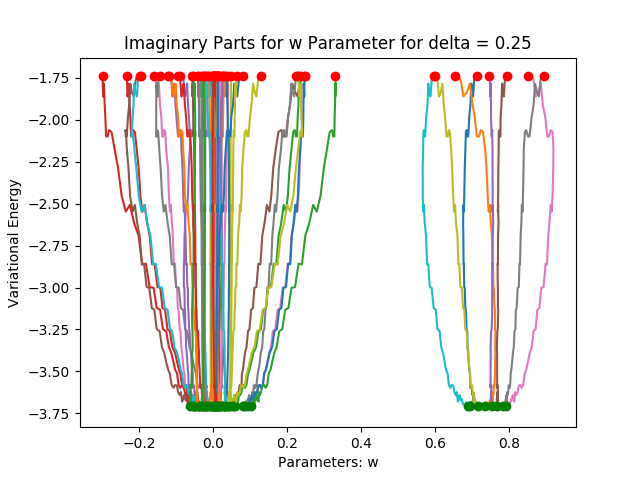 Imaginary Parts for w Parameter for delta = 0.25
Variational Energy
−1.75
−2.00
−2.25
−2.50
−2.75
−3.00
−3.25
−3.50
−3.75
−0.2 0.0 0.2 0.4 0.6 0.8
Parameters: w